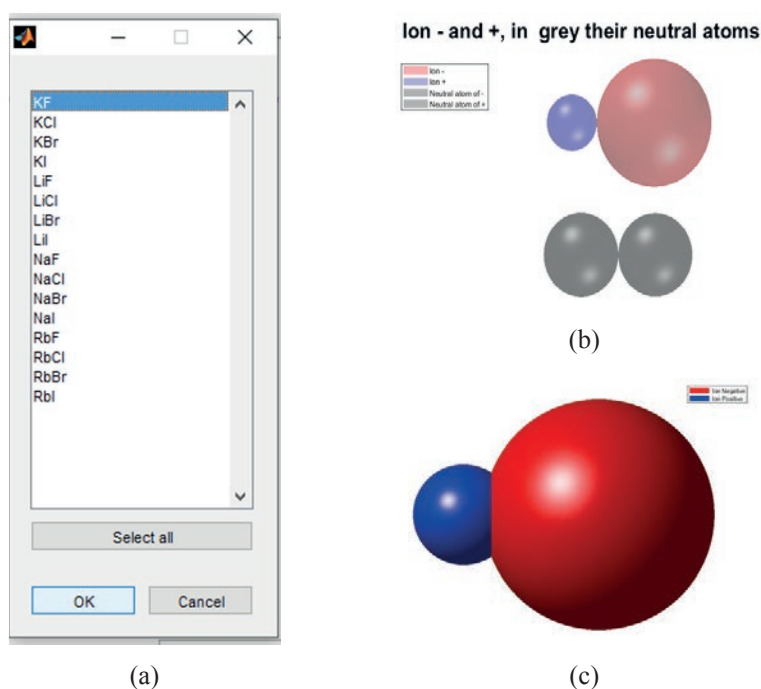 KF
KCl
KBr
KI
LiF
LiCl
LiBr
LiI
NaF
NaCl
NaBr
NaI
RbF
RbCl
RbBr
RbI
Select all
OK
Cancel
(a)
Ion - and +, in grey their neutral atoms
Ion -
Ion +
Neutral atom of -
Neutral atom of +
(b)
Ion Negative
Ion Positive
(c)